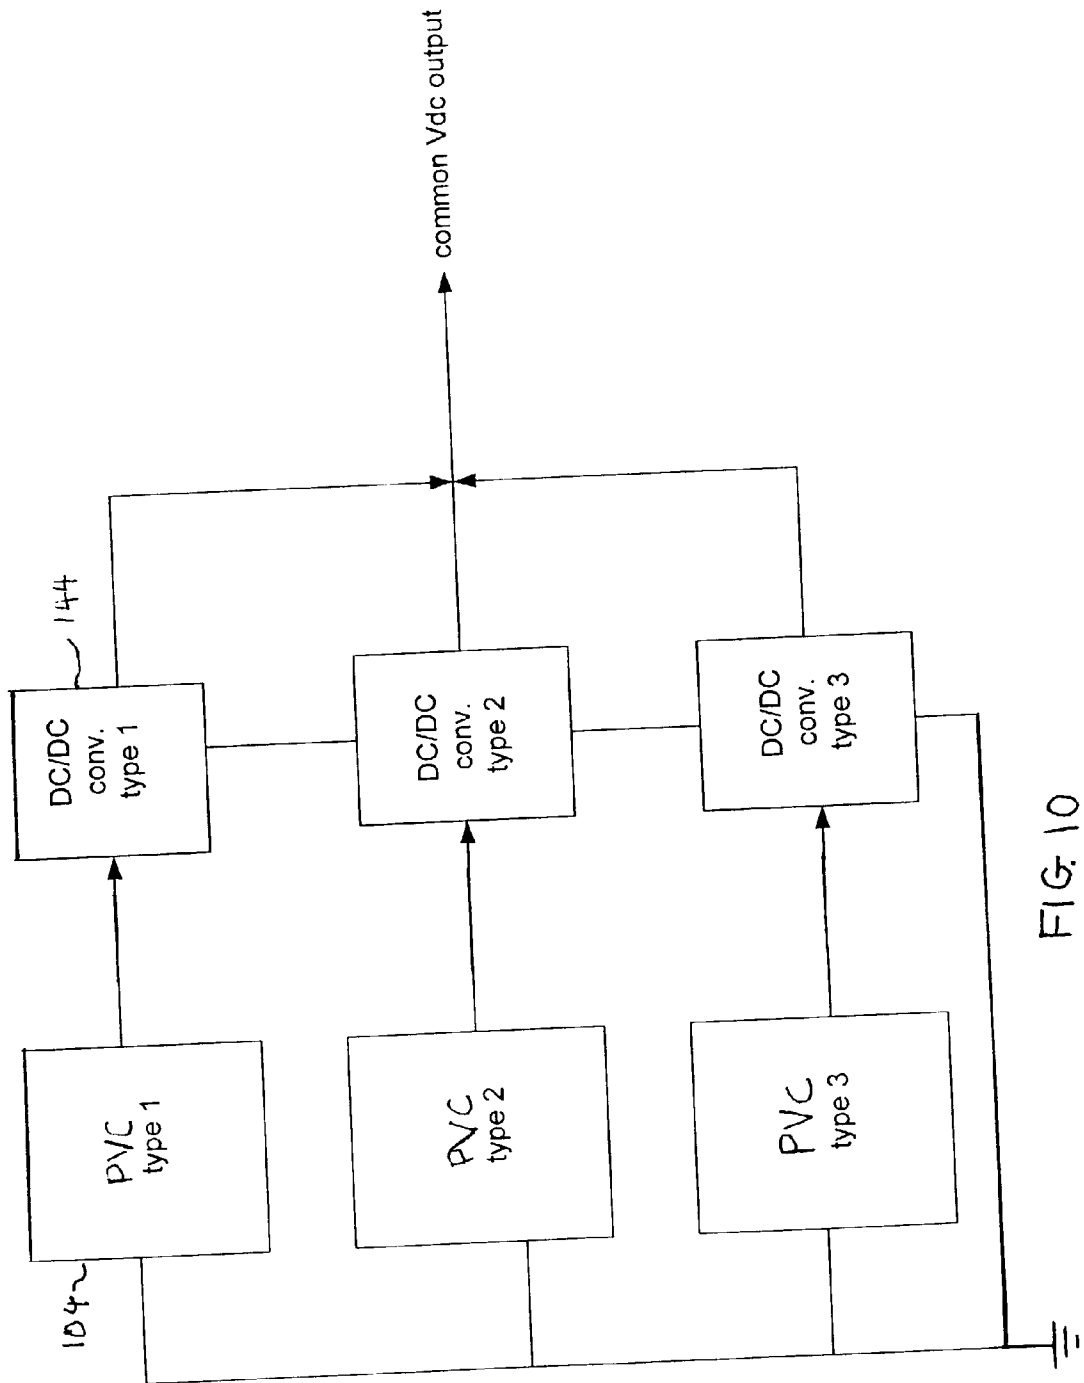 104
PVC
type 1
DC/DC
conv.
type 1
144
PVC
type 2
DC/DC
conv.
type 2
common Vdc output
PVC
type 3
DC/DC
conv.
type 3
FIG. 10